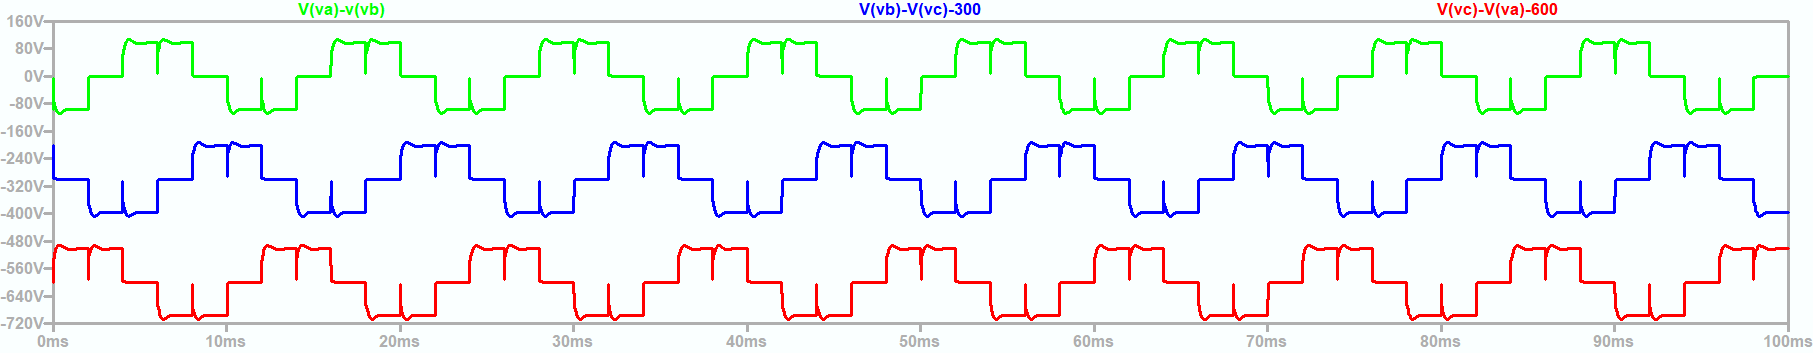 V(va)-v(vb) V(vb)-V(vc)-300 V(vc)-V(va)-600
160V
80V
0V
-80V
-160V
-240V
-320V
-400V
-480V
-560V
-640V
-720V
0ms 10ms 20ms 30ms 40ms 50ms 60ms 70ms 80ms 90ms 100ms